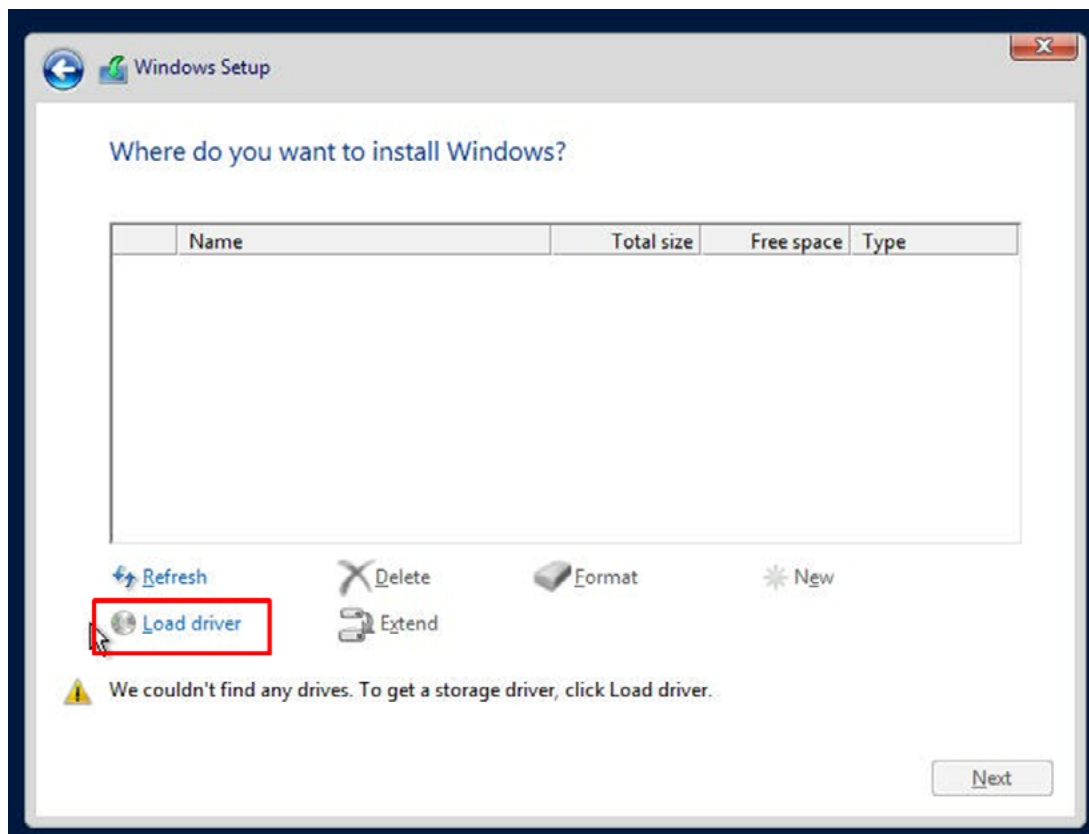 Windows Setup
Where do you want to install Windows?
Name Total size Free space Type
Refresh Delete Format New
Load driver Extend
We couldn't find any drives. To get a storage driver, click Load driver.
Next